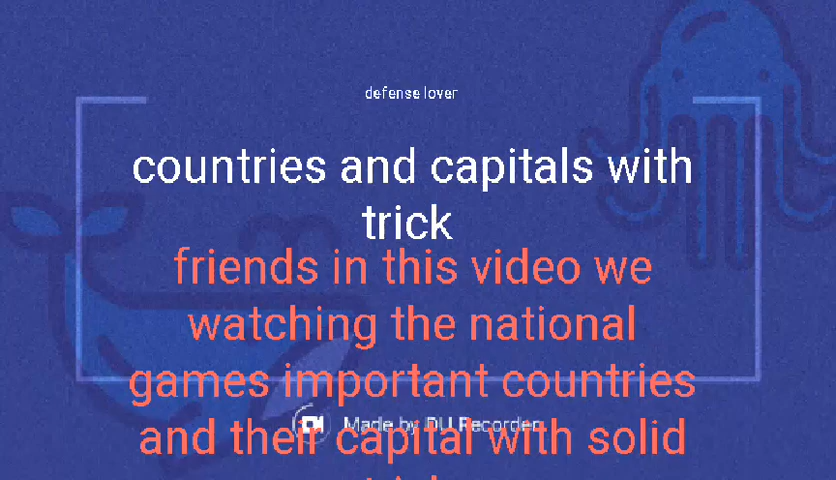 defense lover
countries and capitals with
trick
friends in this video we
watching the national
games important countries
Made by DU Recorder
and their capital with solid